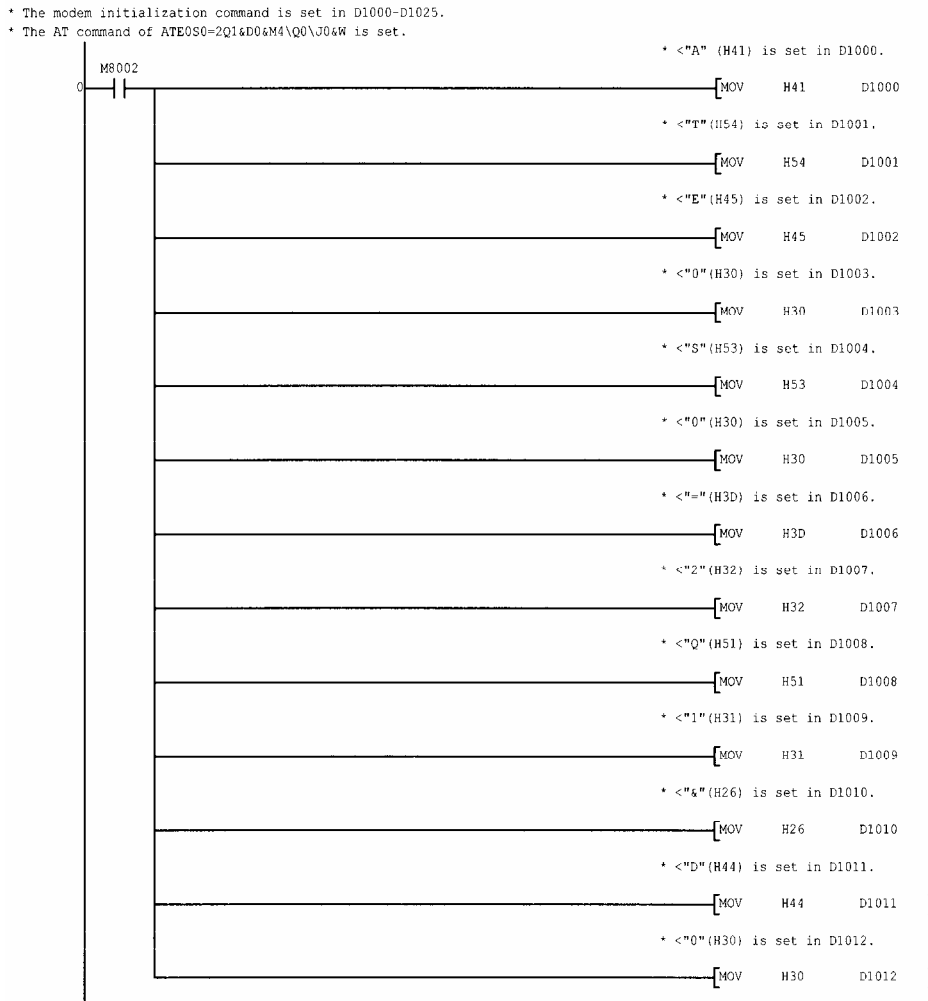 * The modem initialization command is set in D1000-D1025.
* The AT command of ATE0S0=2Q1&D0&M4\Q0\J0&W is set.
* <"A" (H41) is set in D1000.
M8002
0 MOV H41 D1000
* <"T"(H54) is set in D1001.
MOV H54 D1001
* <"E"(H45) is set in D1002.
MOV H45 D1002
* <"0"(H30) is set in D1003.
MOV H30 D1003
* <"S"(H53) is set in D1004.
MOV H53 D1004
* <"0"(H30) is set in D1005.
MOV H30 D1005
* <"="(H3D) is set in D1006.
MOV H3D D1006
* <"2"(H32) is set in D1007.
MOV H32 D1007
* <"Q"(H51) is set in D1008.
MOV H51 D1008
* <"1"(H31) is set in D1009.
MOV H31 D1009
* <"&"(H26) is set in D1010.
MOV H26 D1010
* <"D"(H44) is set in D1011.
MOV H44 D1011
* <"0"(H30) is set in D1012.
MOV H30 D1012